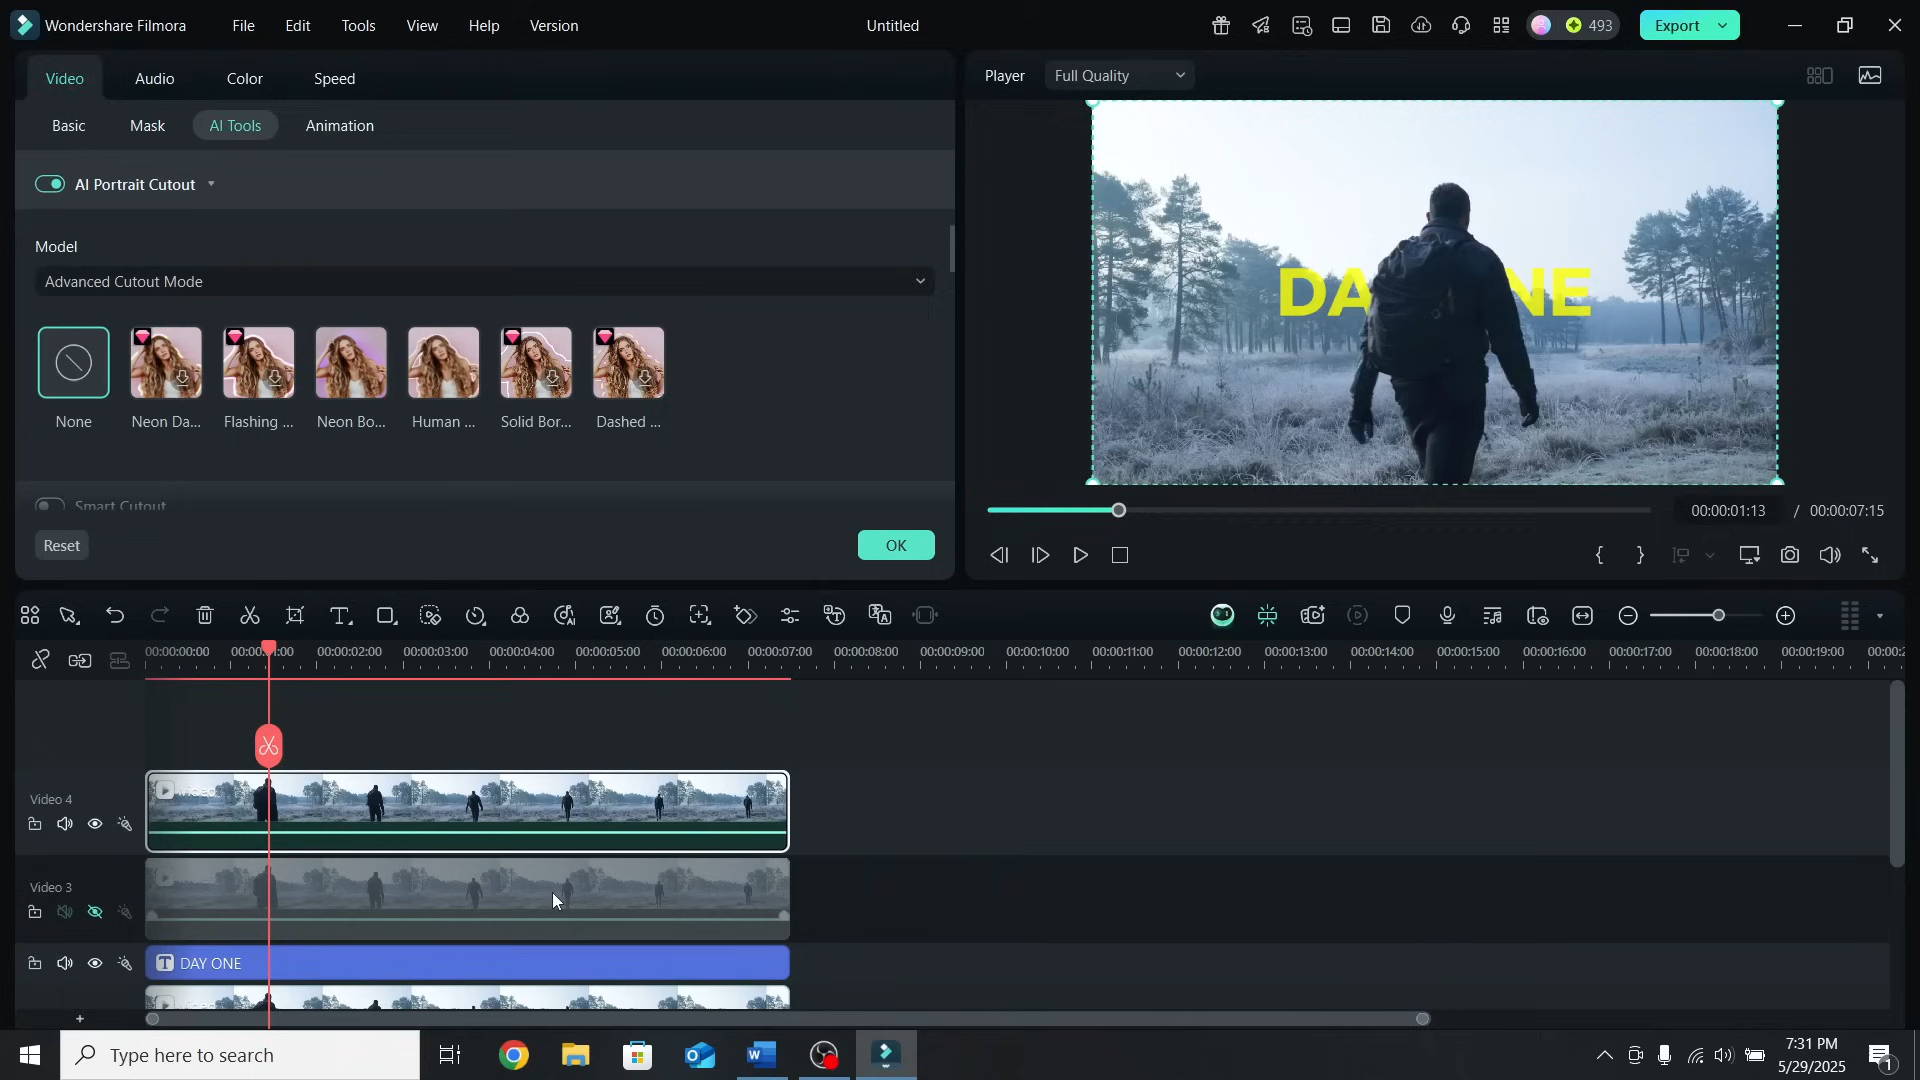 Wondershare Filmora File Edit Tools View Help Version Untitled 493 Export
Video Audio Color Speed
Player Full Quality
Basic Mask AI Tools Animation
AI Portrait Cutout
Model
Advanced Cutout Mode
None Neon Da... Flashing ... Neon Bo... Human ... Solid Bor... Dashed ...
Smart Cutout
Reset OK
00:00:01:13 / 00:00:07:15
00:00:00:00 00:00:02:00 00:00:03:00 00:00:04:00 00:00:05:00 00:00:06:00 00:00:07:00 00:00:08:00 00:00:09:00 00:00:10:00 00:00:11:00 00:00:12:00 00:00:13:00 00:00:14:00 00:00:15:00 00:00:16:00 00:00:17:00 00:00:18:00 00:00:19:00
Video 4
Video 3
DAY ONE
Type here to search
7:31 PM
5/29/2025
1